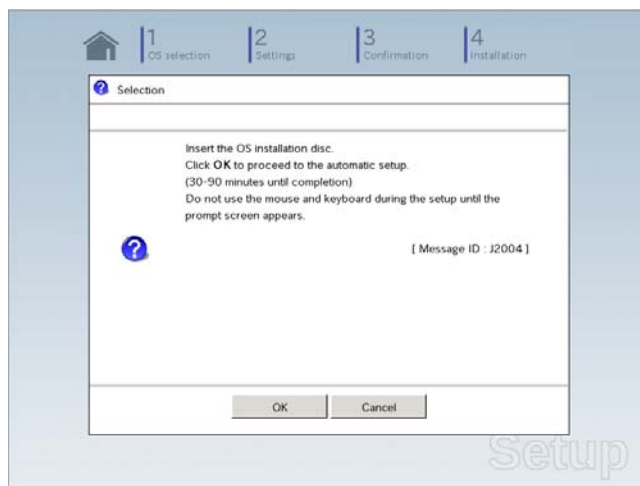 1
OS selection
2
Settings
3
Confirmation
4
Installation
Selection
Insert the OS installation disc.
Click OK to proceed to the automatic setup.
(30-90 minutes until completion)
Do not use the mouse and keyboard during the setup until the
prompt screen appears.
[ Message ID : J2004 ]
OK
Cancel
Setup